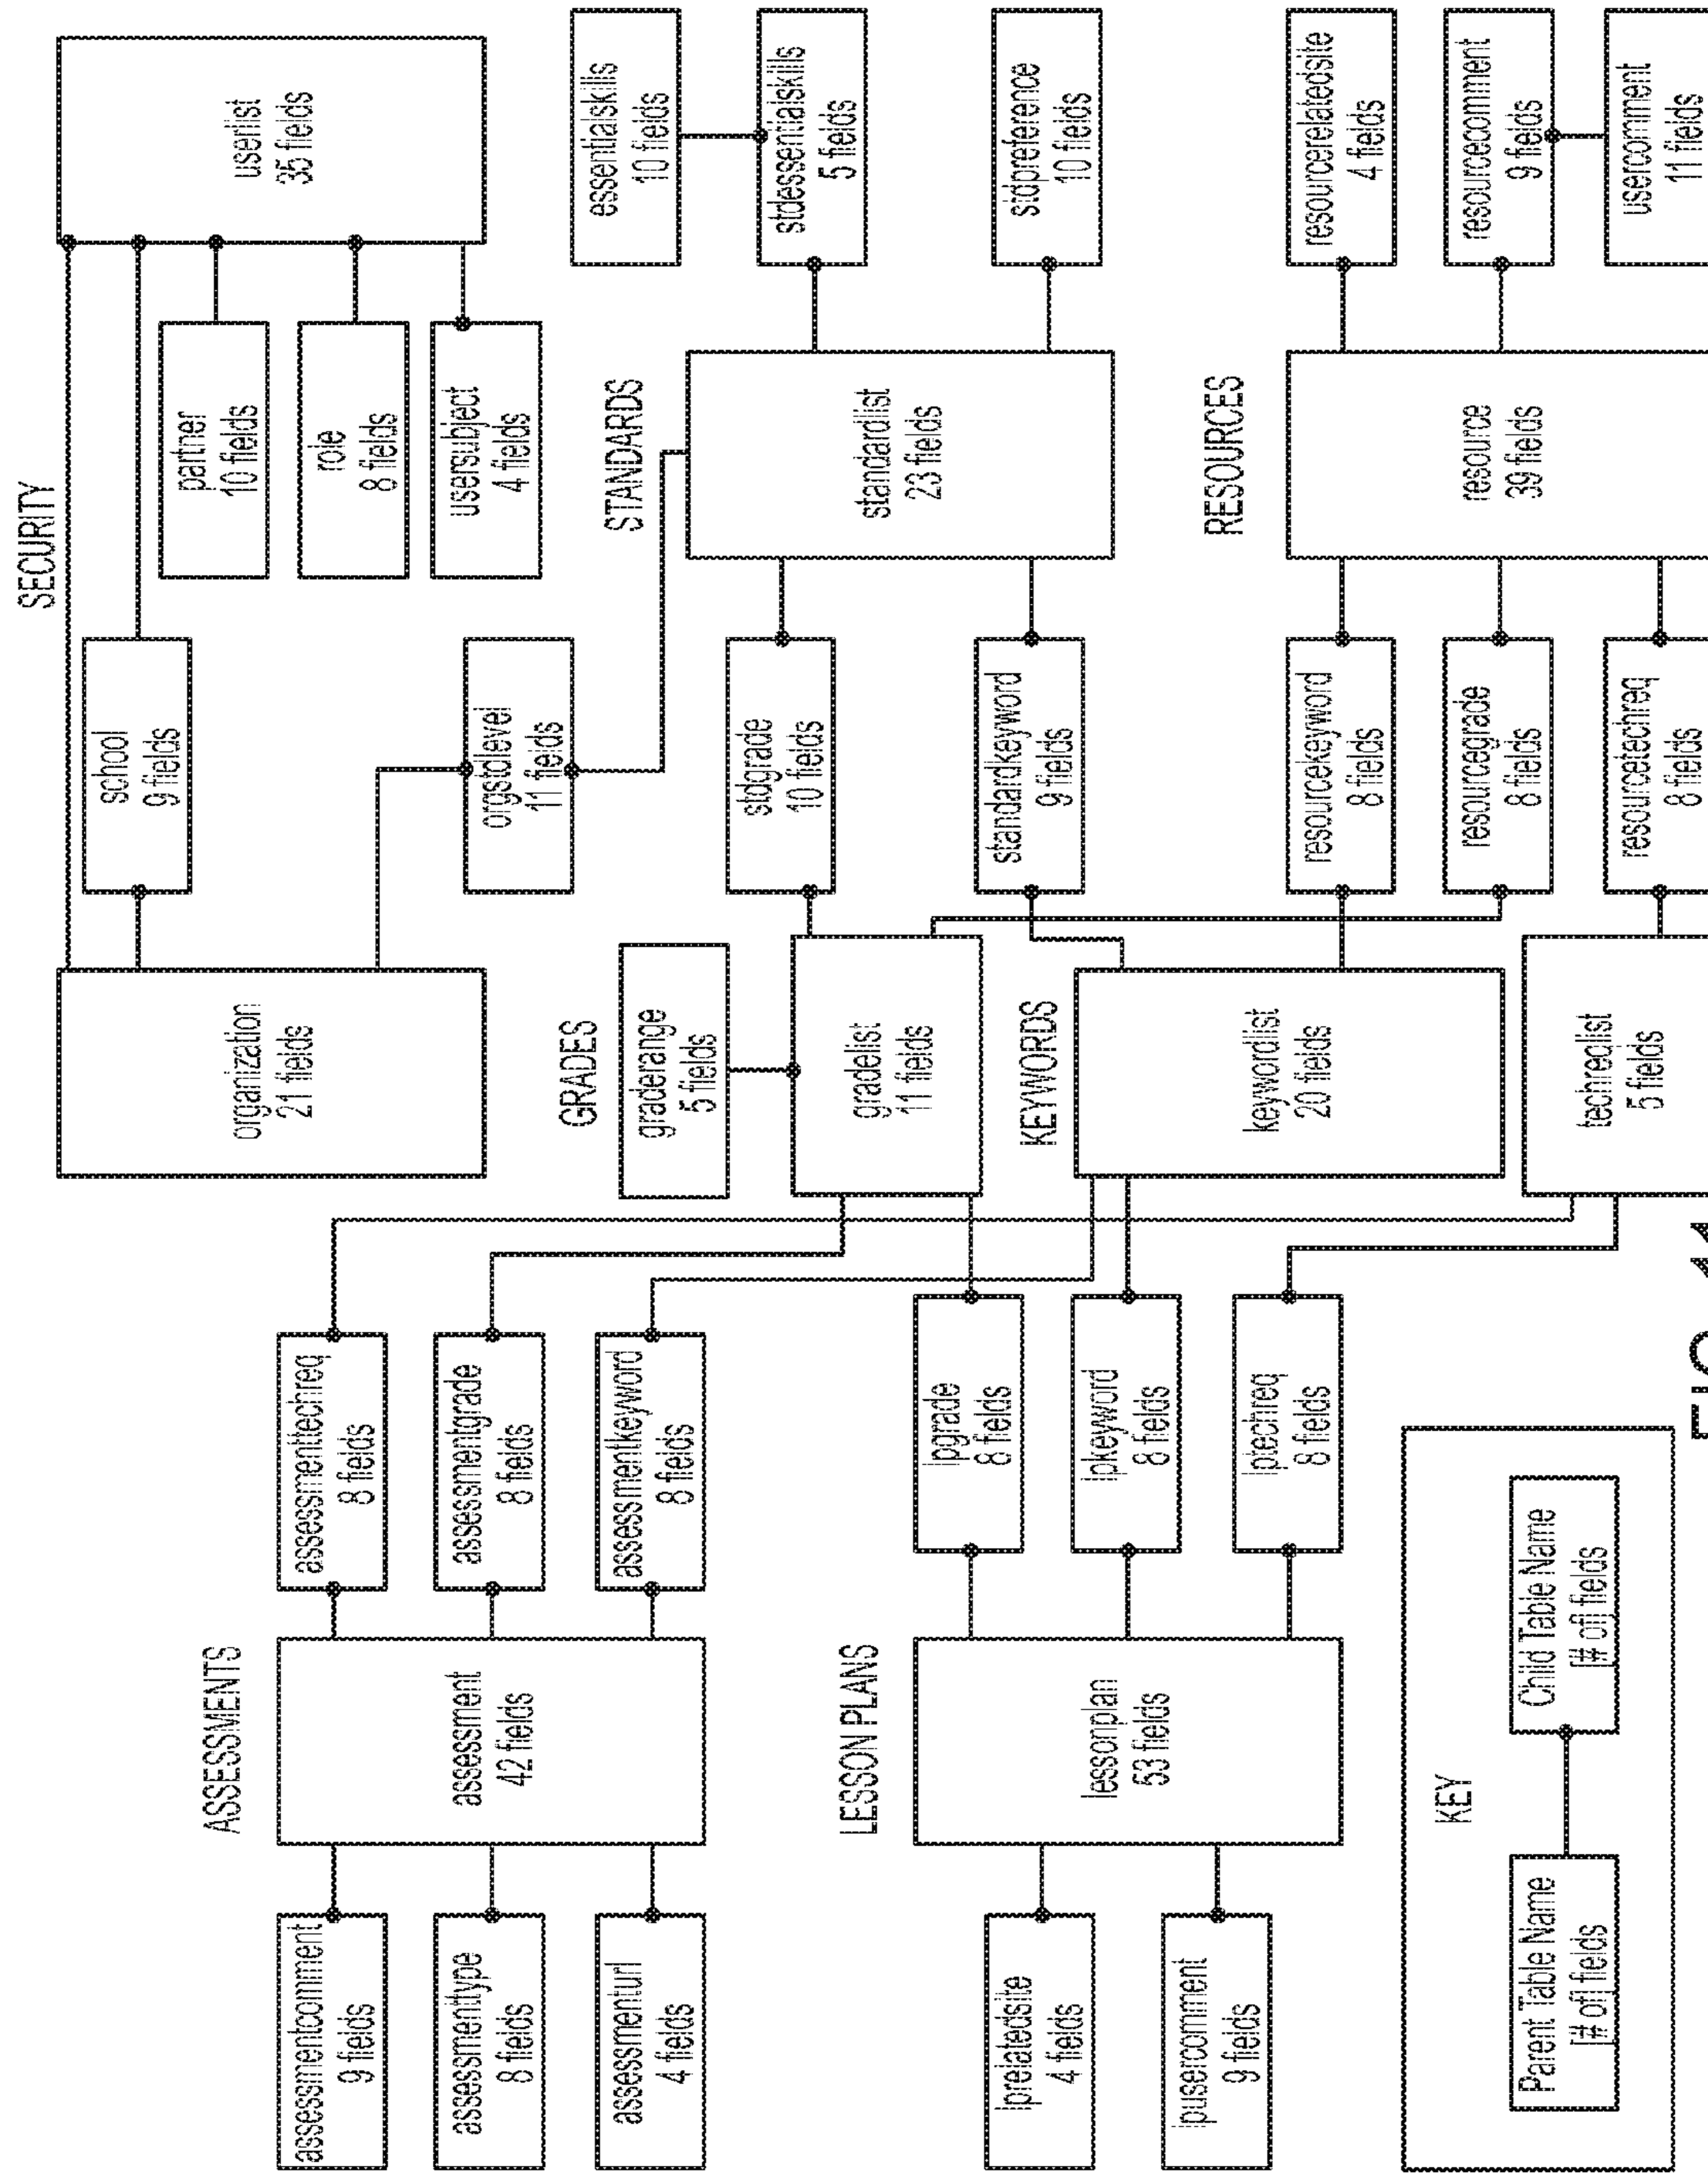 SECURITY
organization
21 fields
school
9 fields
partner
10 fields
role
8 fields
usersubject
4 fields
userlist
35 fields
orgstdlevel
11 fields
STANDARDS
stdgrade
10 fields
standardkeyword
9 fields
standardlist
23 fields
essentialskills
10 fields
stdessentialskills
5 fields
stdpreference
10 fields
GRADES
graderange
5 fields
gradelist
11 fields
KEYWORDS
keywordlist
20 fields
techreqlist
5 fields
RESOURCES
resourcekeyword
8 fields
resourcegrade
8 fields
resourcetechreq
8 fields
resource
39 fields
resourcerelatedsite
4 fields
resourcecomment
9 fields
usercomment
11 fields
ASSESSMENTS
assessmentcomment
9 fields
assessmenttype
8 fields
assessmenturl
4 fields
assessment
42 fields
assessmenttechreq
8 fields
assessmentgrade
8 fields
assessmentkeyword
8 fields
LESSON PLANS
lprelatedsite
4 fields
lpusercomment
9 fields
lessonplan
53 fields
lpgrade
8 fields
lpkeyword
8 fields
lptechreq
8 fields
KEY
Parent Table Name
[# of] fields
Child Table Name
[# of] fields